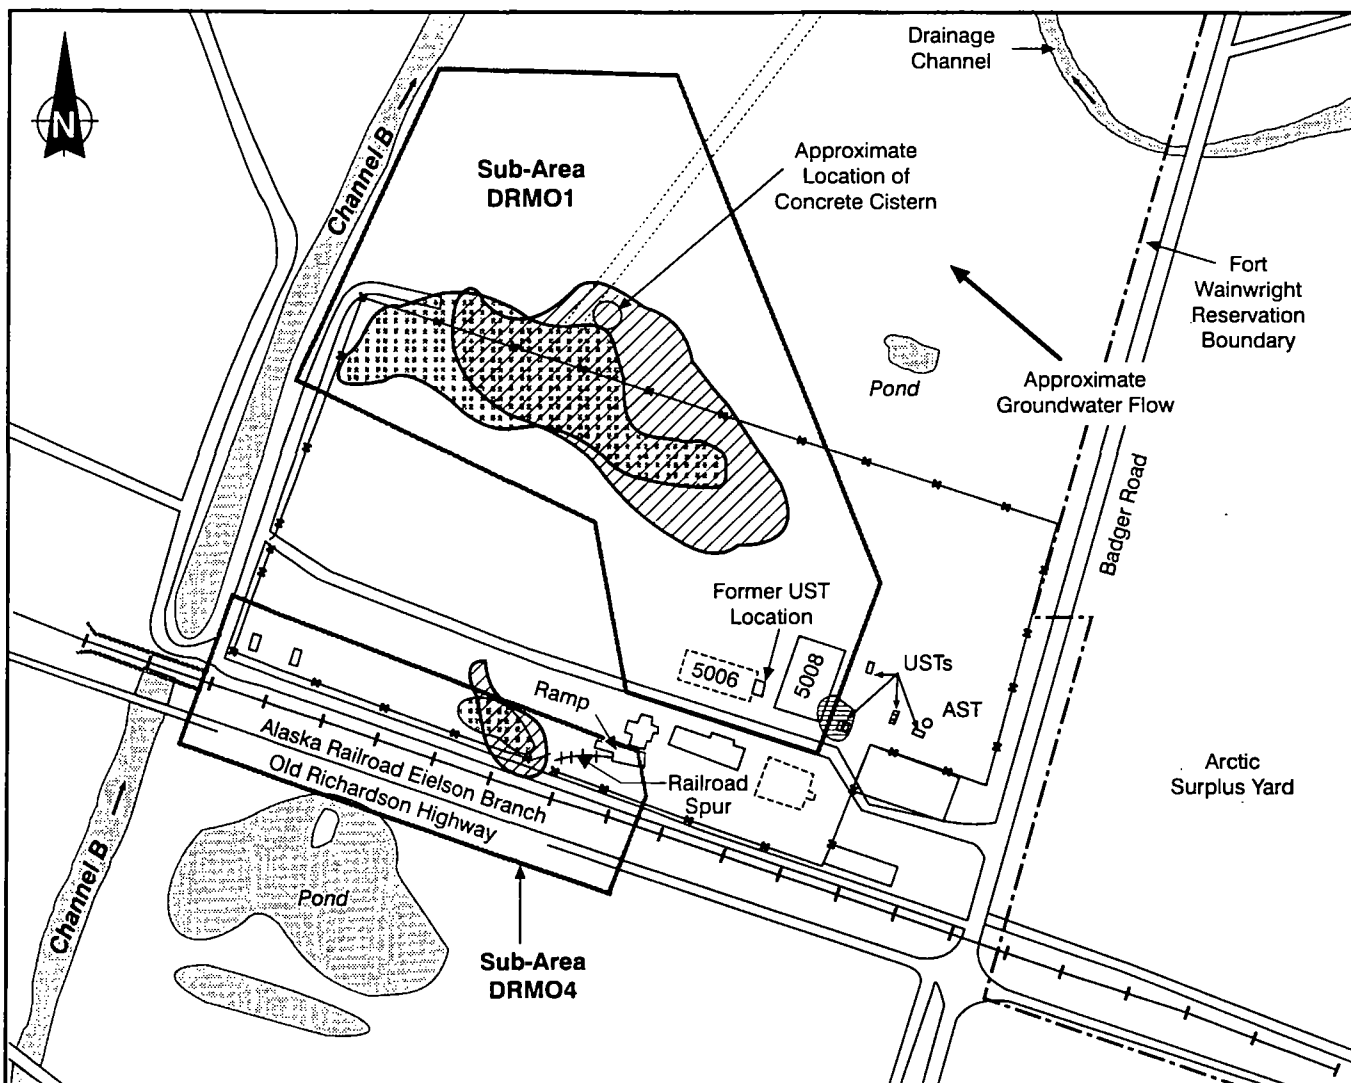 Drainage
Channel
N
Channel B
Sub-Area
DRMO1
Approximate
Location of
Concrete Cistern
Fort
Wainwright
Reservation
Boundary
Pond
Approximate
Groundwater Flow
Badger Road
Former UST
Location
5006
5008
USTs
AST
Ramp
Railroad
Spur
Alaska Railroad Eielson Branch
Old Richardson Highway
Arctic
Surplus Yard
Channel B
Pond
Sub-Area
DRMO4